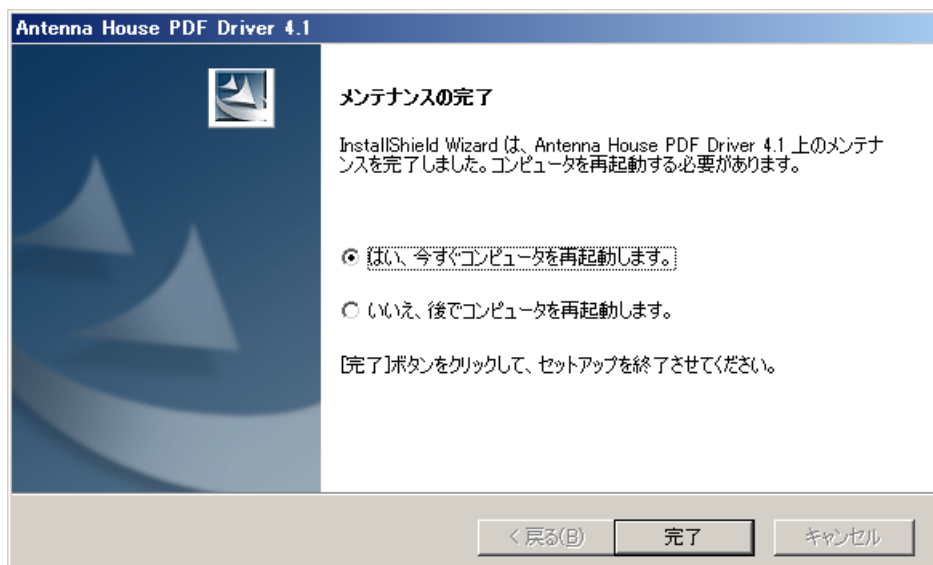 Antenna House PDF Driver 4.1
メンテナンスの完了
InstallShield Wizard は、Antenna House PDF Driver 4.1 上のメンテナ
ンスを完了しました。コンピュータを再起動する必要があります。
はい、今すぐコンピュータを再起動します。
いいえ、後でコンピュータを再起動します。
[完了]ボタンをクリックして、セットアップを終了させてください。
< 戻る(B)
完了
キャンセル